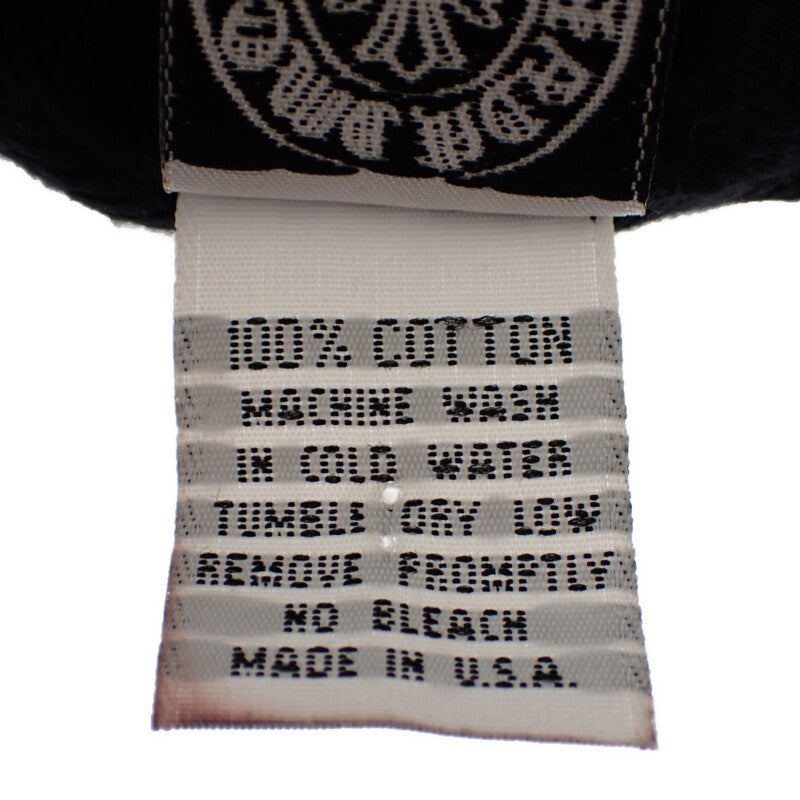 100% COTTON
MACHINE WASH
IN COLD WATER
TUMBLE DRY LOW
REMOVE PROMPTLY
NO BLEACH
MADE IN U.S.A.